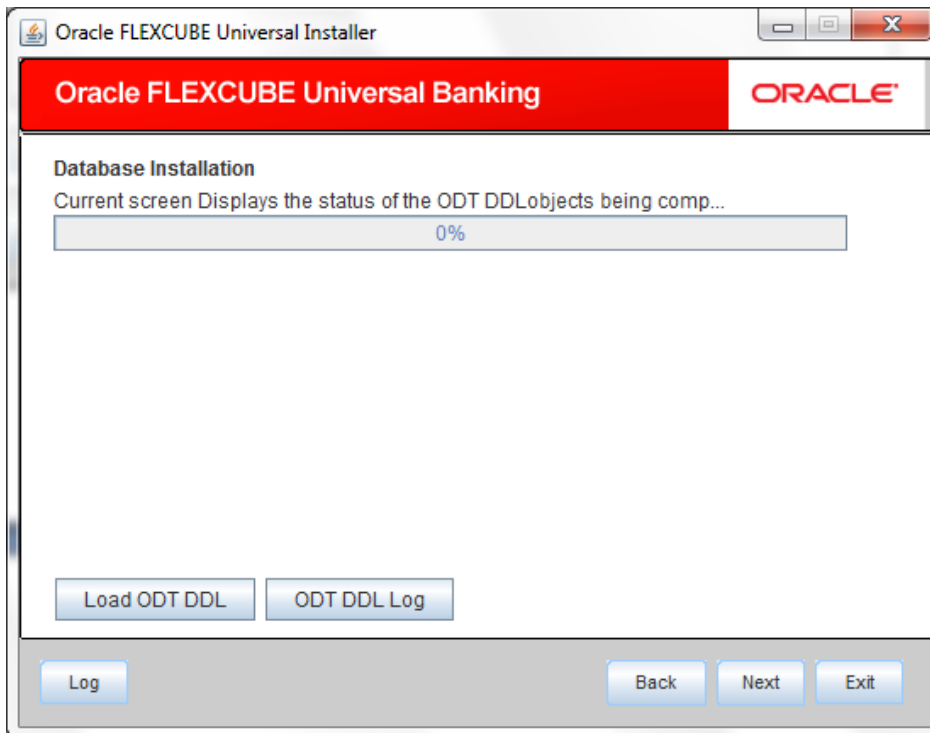 Oracle FLEXCUBE Universal Installer
Oracle FLEXCUBE Universal Banking
ORACLE
Database Installation
Current screen Displays the status of the ODT DDLobjects being comp...
0%
Load ODT DDL
ODT DDL Log
Log
Back
Next
Exit